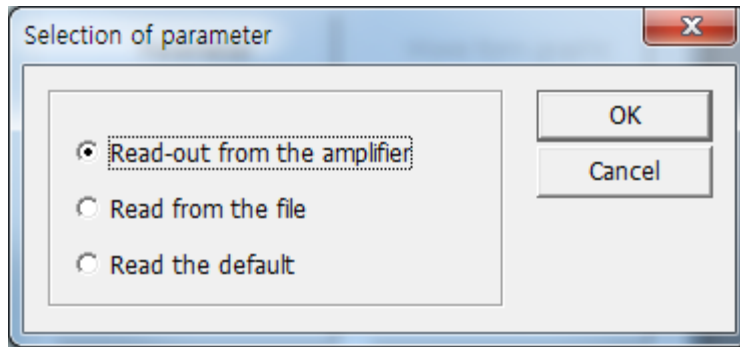 Selection of parameter
Read-out from the amplifier
Read from the file
Read the default
OK
Cancel